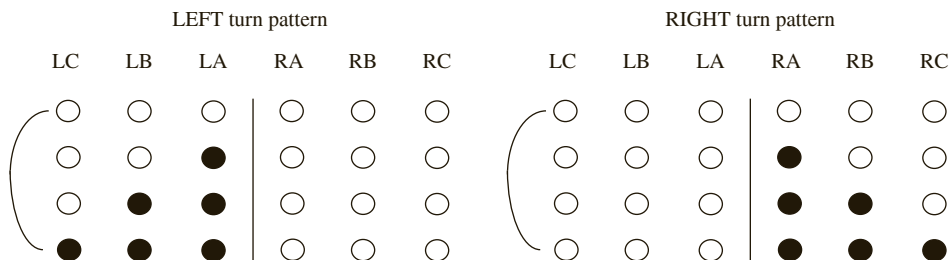 LEFT turn pattern
RIGHT turn pattern
LC LB LA RA RB RC
LC LB LA RA RB RC